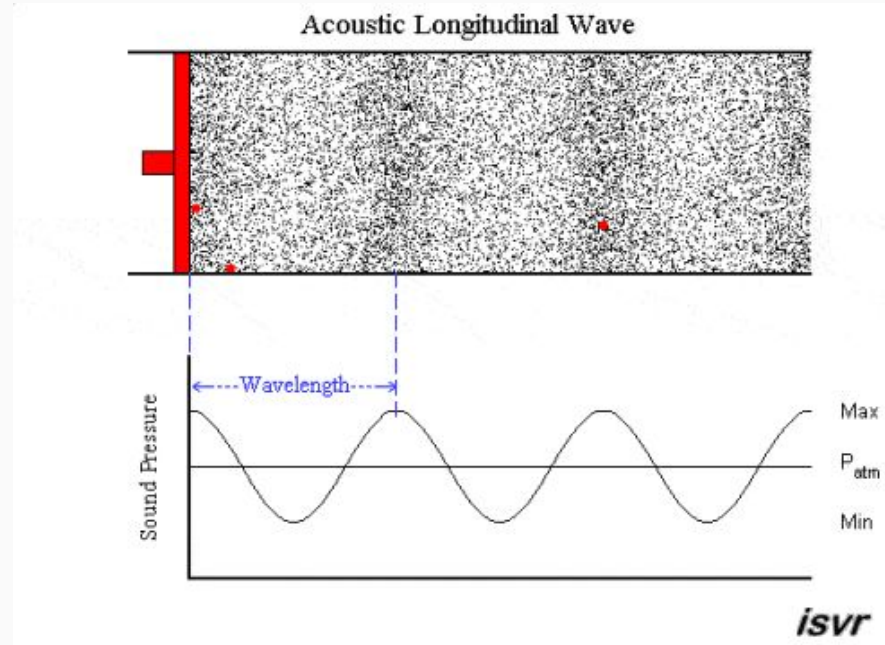 Acoustic Longitudinal Wave
Wavelength
Sound Pressure
Max
Patm
Min
isvr